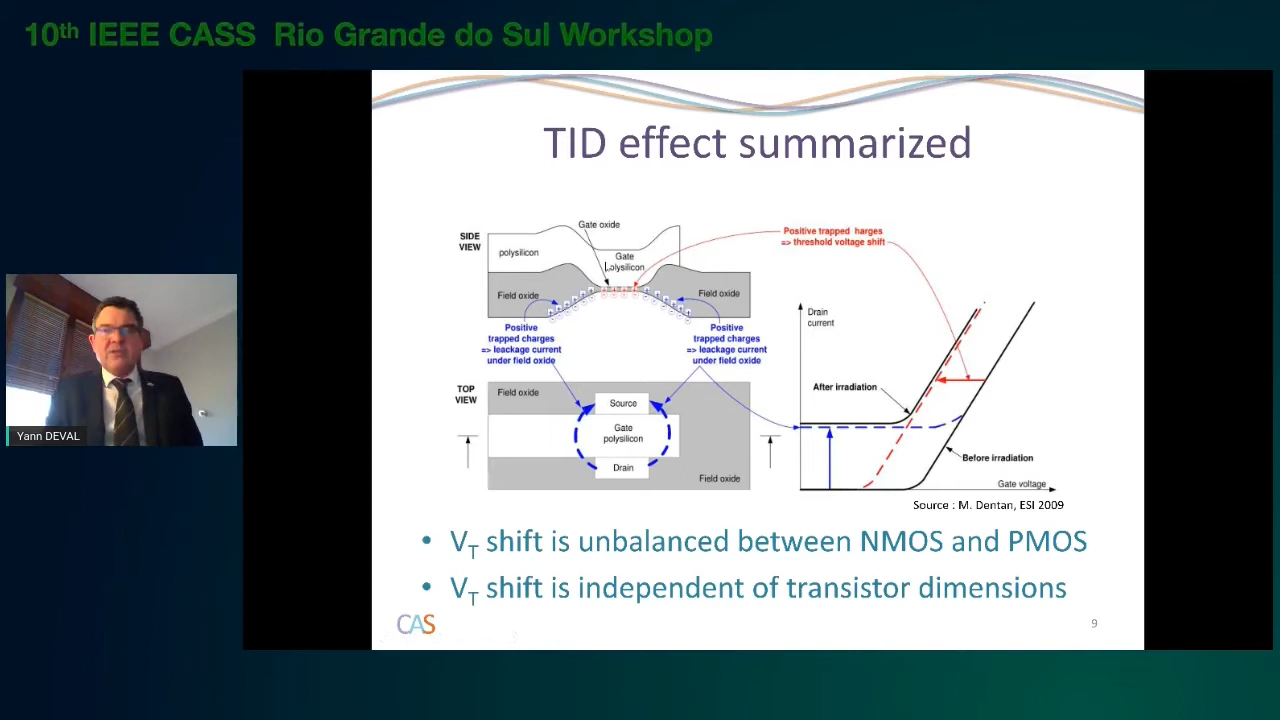 10th IEEE CASS Rio Grande do Sul Workshop
TID effect summarized
SIDE
VIEW
Gate oxide
polysilicon
Gate
polysilicon
Positive trapped harges
=> threshold voltage shift
Field oxide
Field oxide
Positive
trapped charges
=> leackage current
under field oxide
Positive
trapped charges
=> leakage current
under field oxide
Drain
current
After irradiation
TOP
VIEW
Field oxide
Source
Gate
polysilicon
Drain
Field oxide
Before irradiation
Gate voltage
Source : M. Dentan, ESI 2009
Yann DEVAL
• VT shift is unbalanced between NMOS and PMOS
• VT shift is independent of transistor dimensions
CAS
9